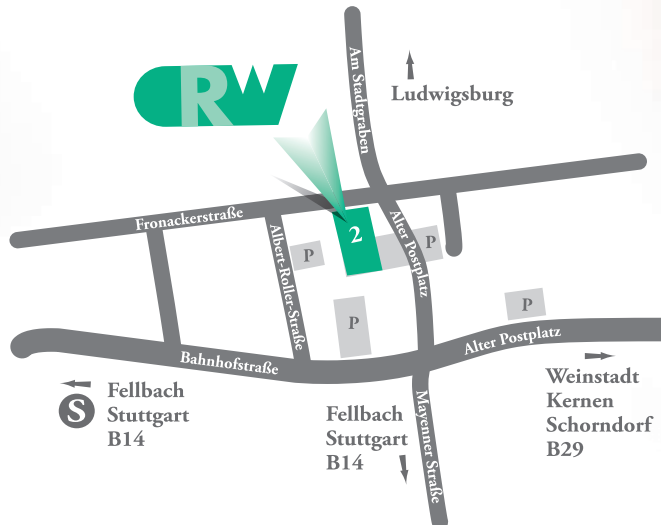 CRW
Am Stadtgraben
Ludwigsburg
Fronackerstraße
Albert-Roller-Straße
2
Alter Postplatz
P
P
P
P
Bahnhofstraße
Alter Postplatz
S
Fellbach
Stuttgart
B14
Fellbach
Stuttgart
B14
Mayenner Straße
Weinstadt
Kernen
Schorndorf
B29